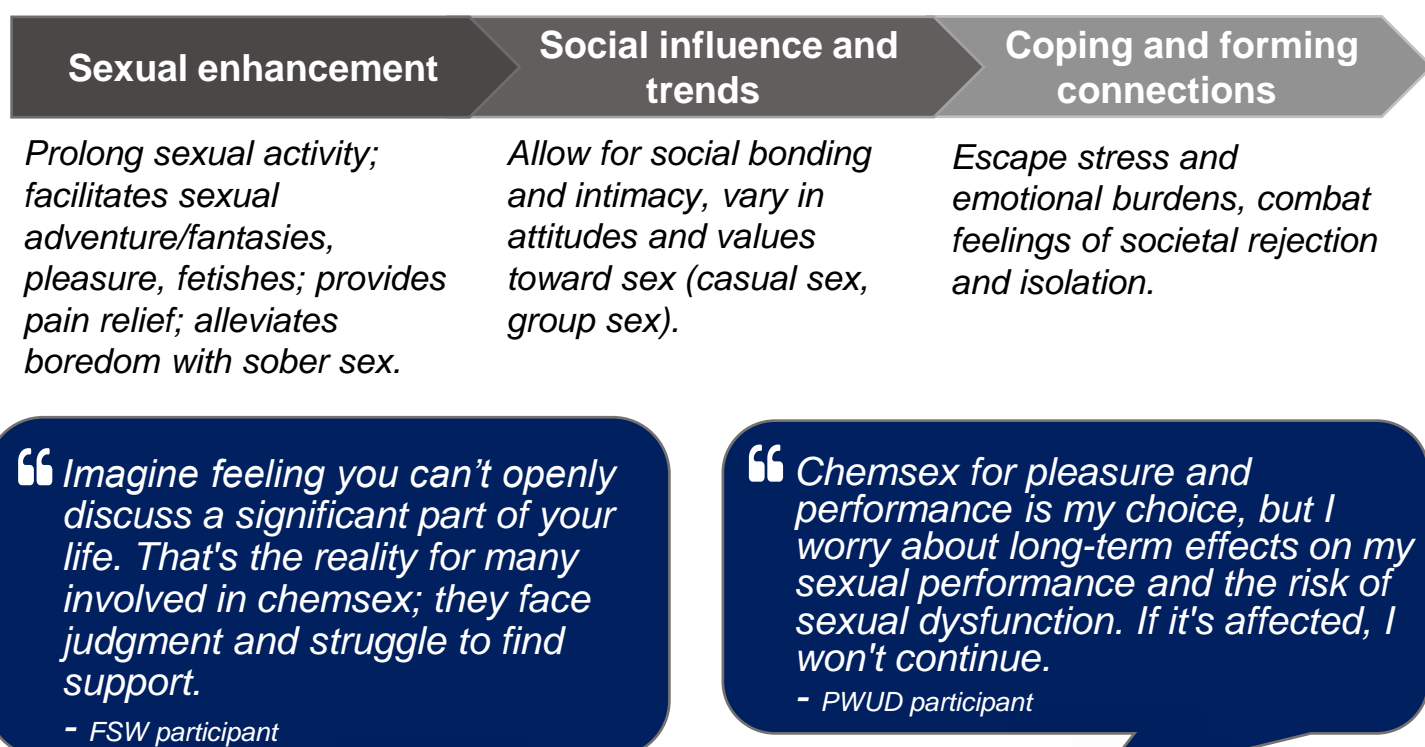 Sexual enhancement
Prolong sexual activity;
facilitates sexual
adventure/fantasies,
pleasure, fetishes; provides
pain relief; alleviates
boredom with sober sex.
Social influence and
trends
Allow for social bonding
and intimacy, vary in
attitudes and values
toward sex (casual sex,
group sex).
Coping and forming
connections
Escape stress and
emotional burdens, combat
feelings of societal rejection
and isolation.
“ Imagine feeling you can’t openly
discuss a significant part of your
life. That's the reality for many
involved in chemsex; they face
judgment and struggle to find
support.
- FSW participant
“ Chemsex for pleasure and
performance is my choice, but I
worry about long-term effects on my
sexual performance and the risk of
sexual dysfunction. If it's affected, I
won't continue.
- PWUD participant